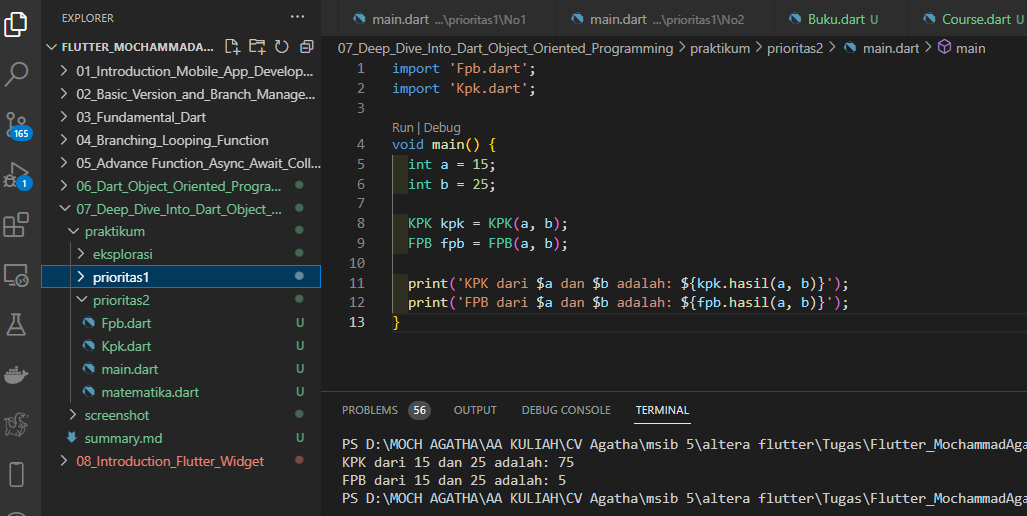 EXPLORER
···
FLUTTER_MOCHAMMADA...
01_Introduction Mobile_App_Develop...
02_Basic_Version_and_Branch_Manage...
03_Fundamental_Dart
04_Branching_Looping_Function
05_Advance Function_Async_Await_Coll...
06_Dart_Object_Oriented_Progra...
07_Deep_Dive_Into_Dart_Object_...
praktikum
eksplorasi
prioritas1
prioritas2
Fpb.dart U
Kpk.dart U
main.dart U
matematika.dart U
screenshot
summary.md U
08_Introduction_Flutter_Widget
165
1
main.dart ...\prioritas1\No1
main.dart ...\prioritas1\No2
Buku.dart U
Course.dart U
07_Deep_Dive_Into_Dart_Object_Oriented_Programming > praktikum > prioritas2 > main.dart > main
1 import 'Fpb.dart';
2 import 'Kpk.dart';
3
Run | Debug
4 void main() {
5 int a = 15;
6 int b = 25;
7
8 KPK kpk = KPK(a, b);
9 FPB fpb = FPB(a, b);
10
11 print('KPK dari $a dan $b adalah: ${kpk.hasil(a, b)}');
12 print('FPB dari $a dan $b adalah: ${fpb.hasil(a, b)}');
13 }
PROBLEMS 56 OUTPUT DEBUG CONSOLE TERMINAL
PS D:\MOCH AGATHA\AA KULIAH\CV Agatha\msib 5\altera flutter\Tugas\Flutter_MochammadAga
KPK dari 15 dan 25 adalah: 75
FPB dari 15 dan 25 adalah: 5
PS D:\MOCH AGATHA\AA KULIAH\CV Agatha\msib 5\altera flutter\Tugas\Flutter_MochammadAga